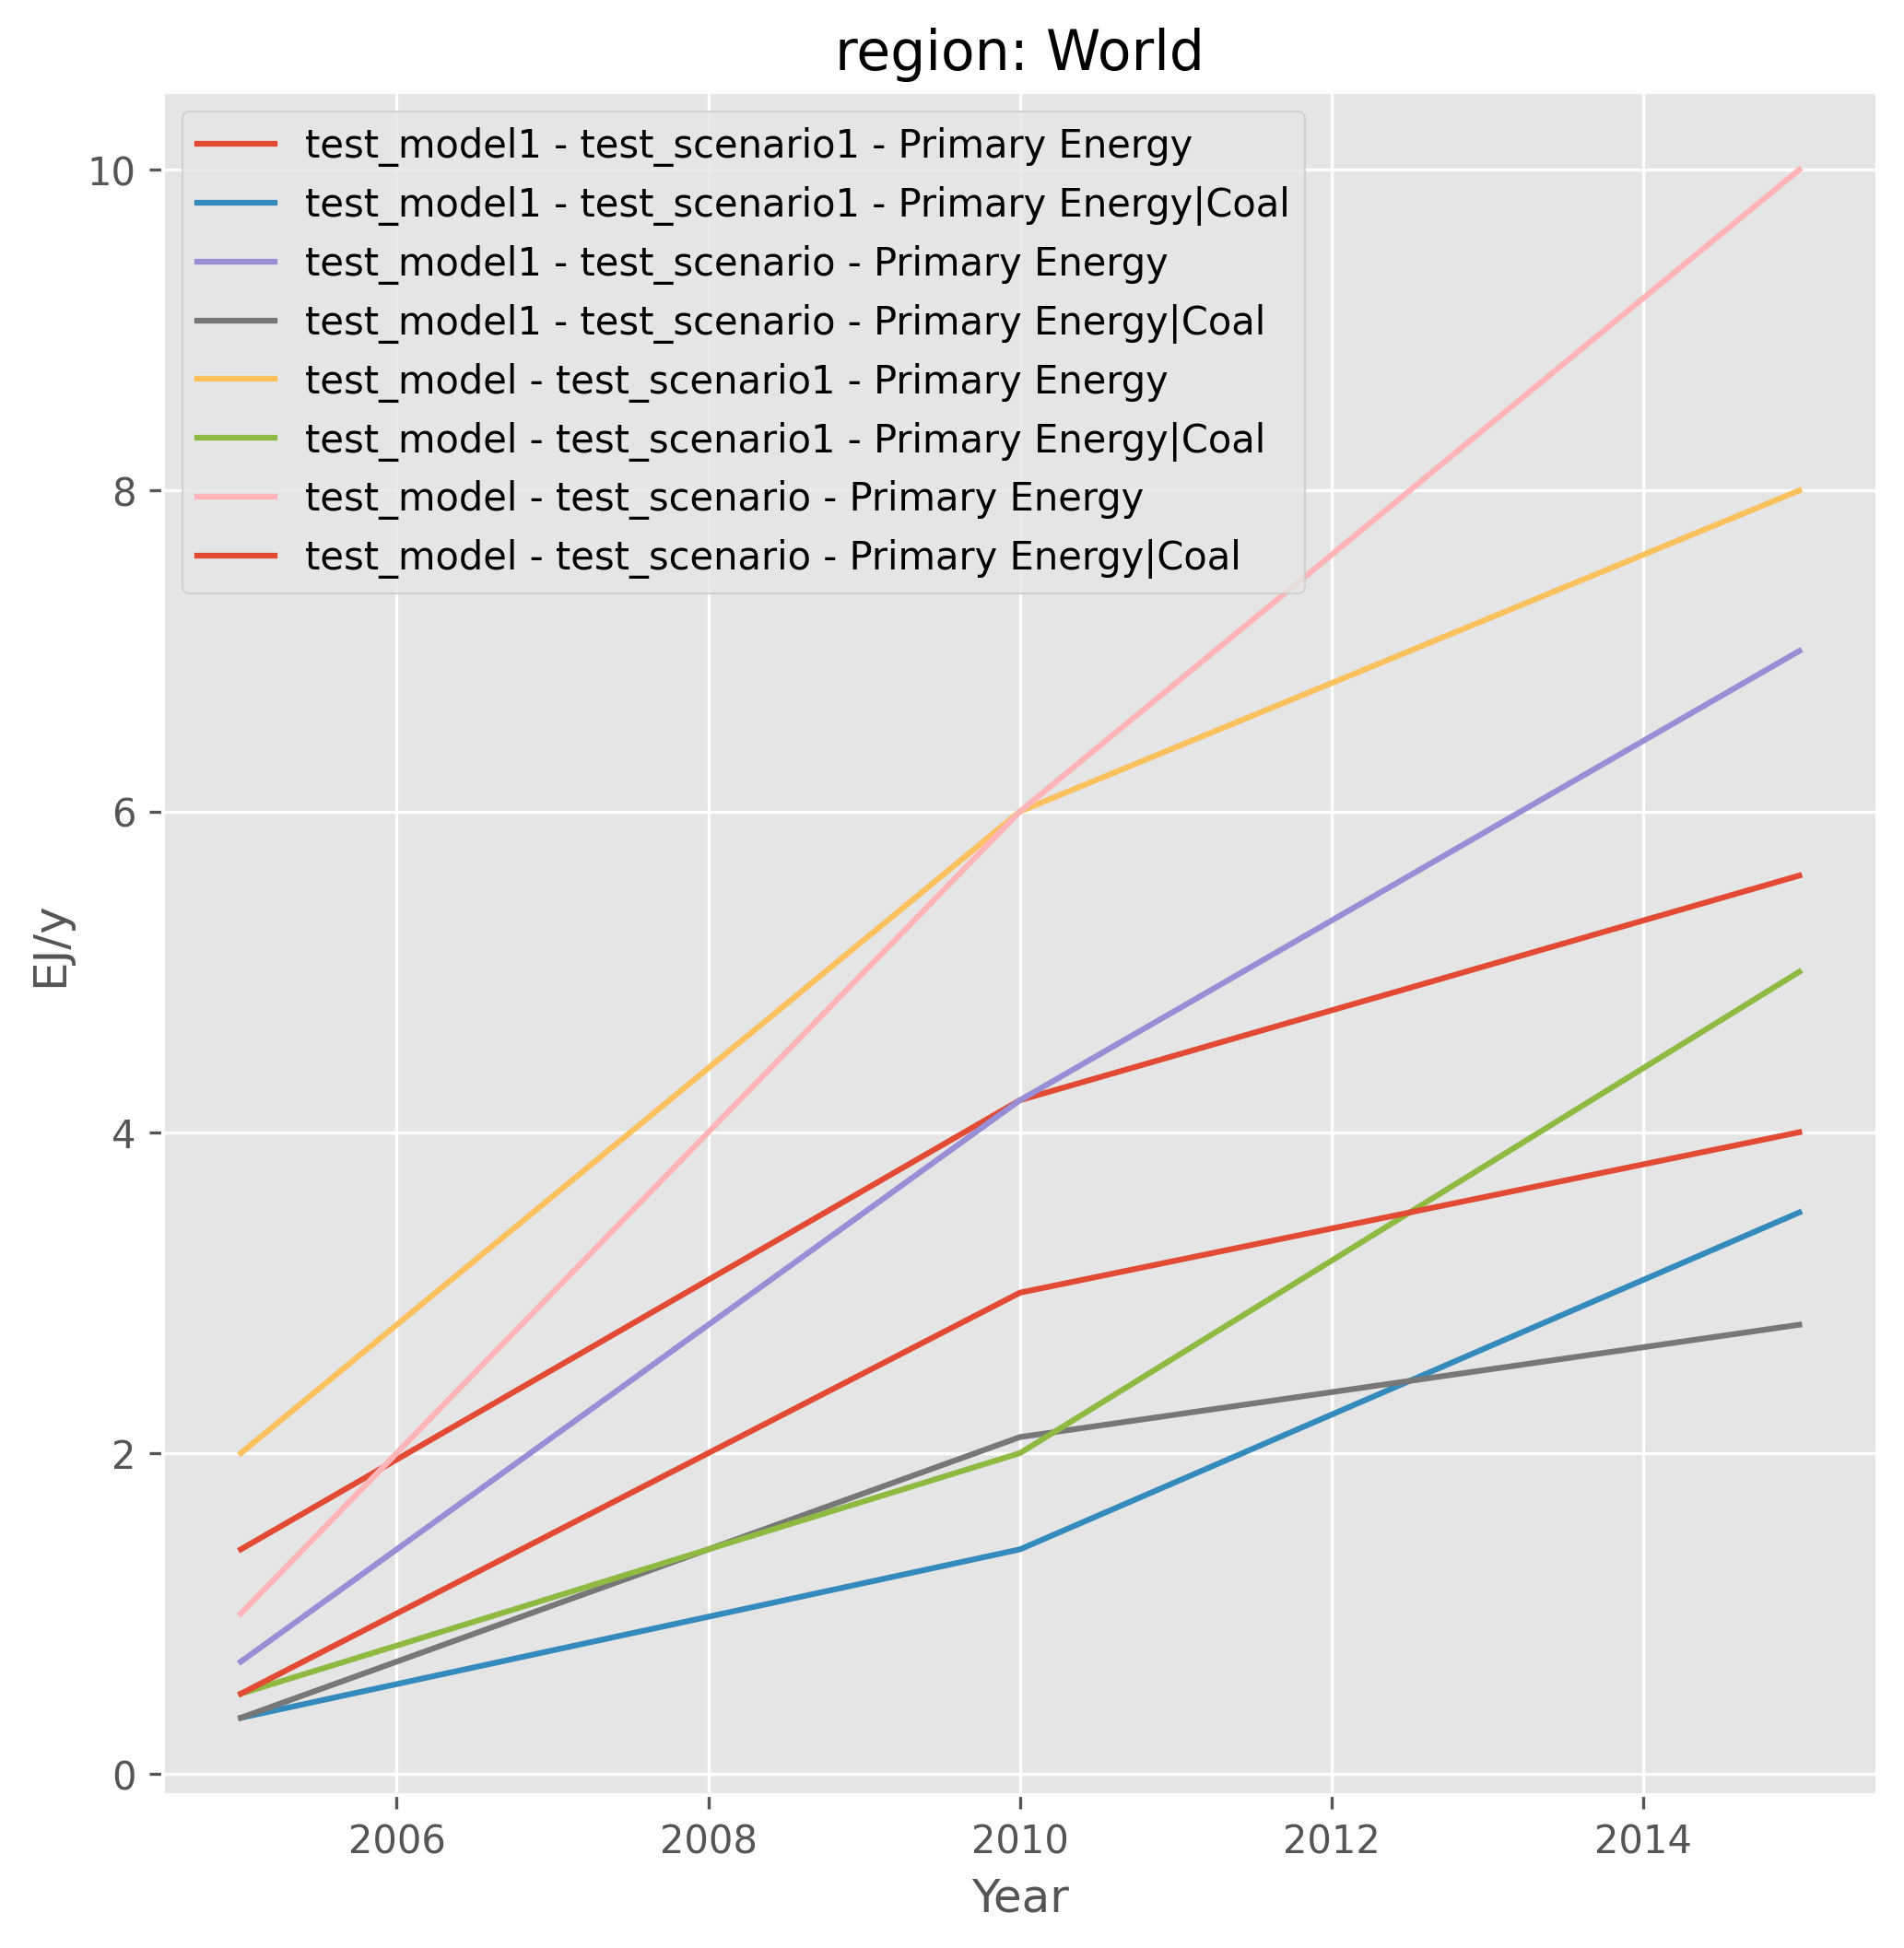 region: World
test_model1 - test_scenario1 - Primary Energy
test_model1 - test_scenario1 - Primary Energy|Coal
test_model1 - test_scenario - Primary Energy
test_model1 - test_scenario - Primary Energy|Coal
test_model - test_scenario1 - Primary Energy
test_model - test_scenario1 - Primary Energy|Coal
test_model - test_scenario - Primary Energy
test_model - test_scenario - Primary Energy|Coal
10
8
6
4
2
0
EJ/y
2006 2008 2010 2012 2014
Year